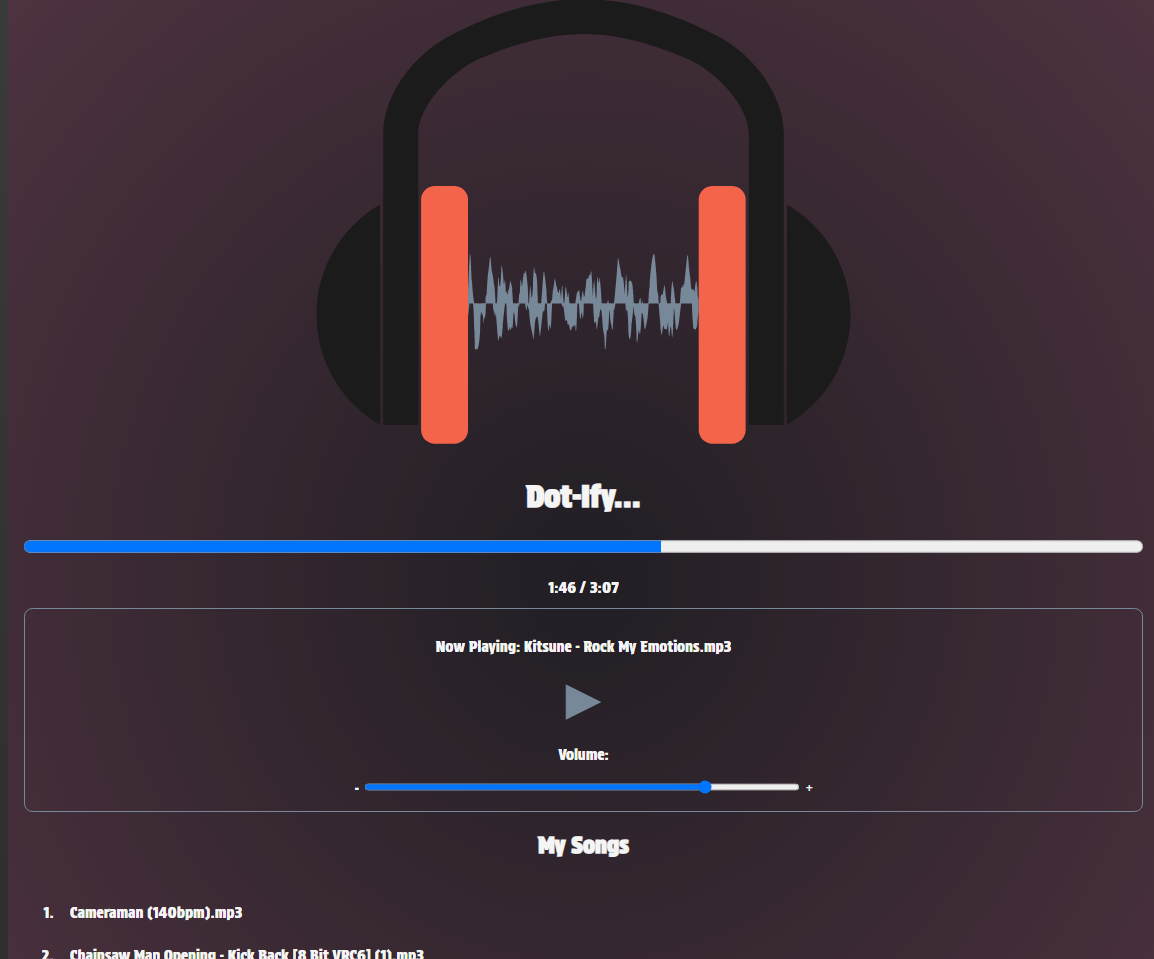 Dot-Ify...
1:46 / 3:07
Now Playing: Kitsune - Rock My Emotions.mp3
Volume:
- +
My Songs
1. Cameraman (140bpm).mp3
2. Chainsaw Man Opening - Kick Back [8 Bit VRC6] (1).mp3